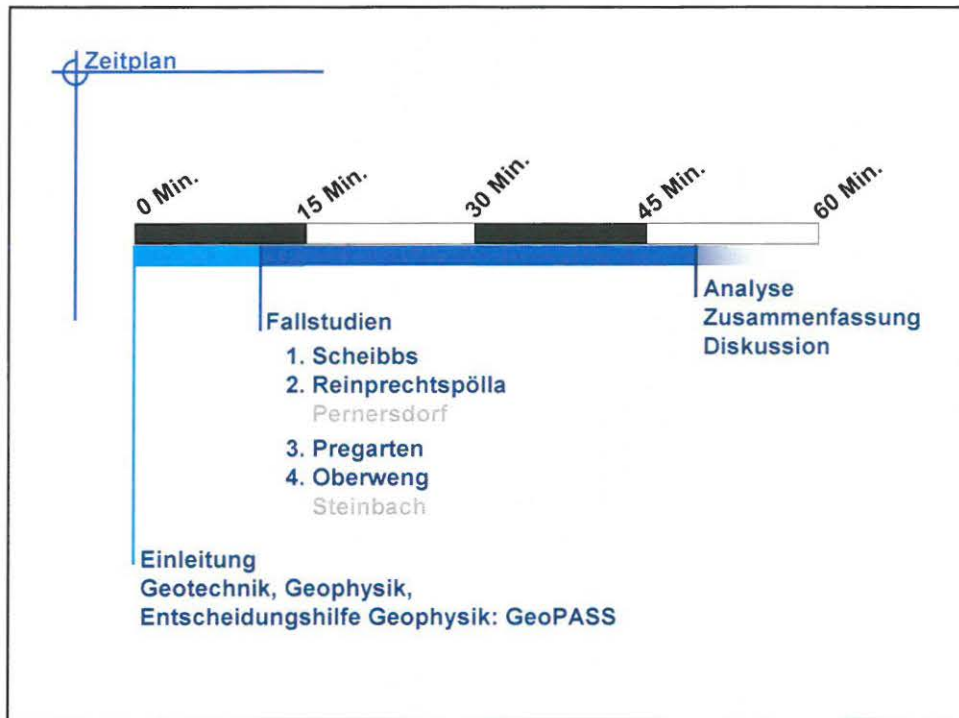 Zeitplan
0 Min.
15 Min.
30 Min.
45 Min.
60 Min.
Fallstudien
1. Scheibbs
2. Reinprechtspölla
Pernersdorf
3. Pregarten
4. Oberweng
Steinbach
Analyse
Zusammenfassung
Diskussion
Einleitung
Geotechnik, Geophysik,
Entscheidungshilfe Geophysik: GeoPASS